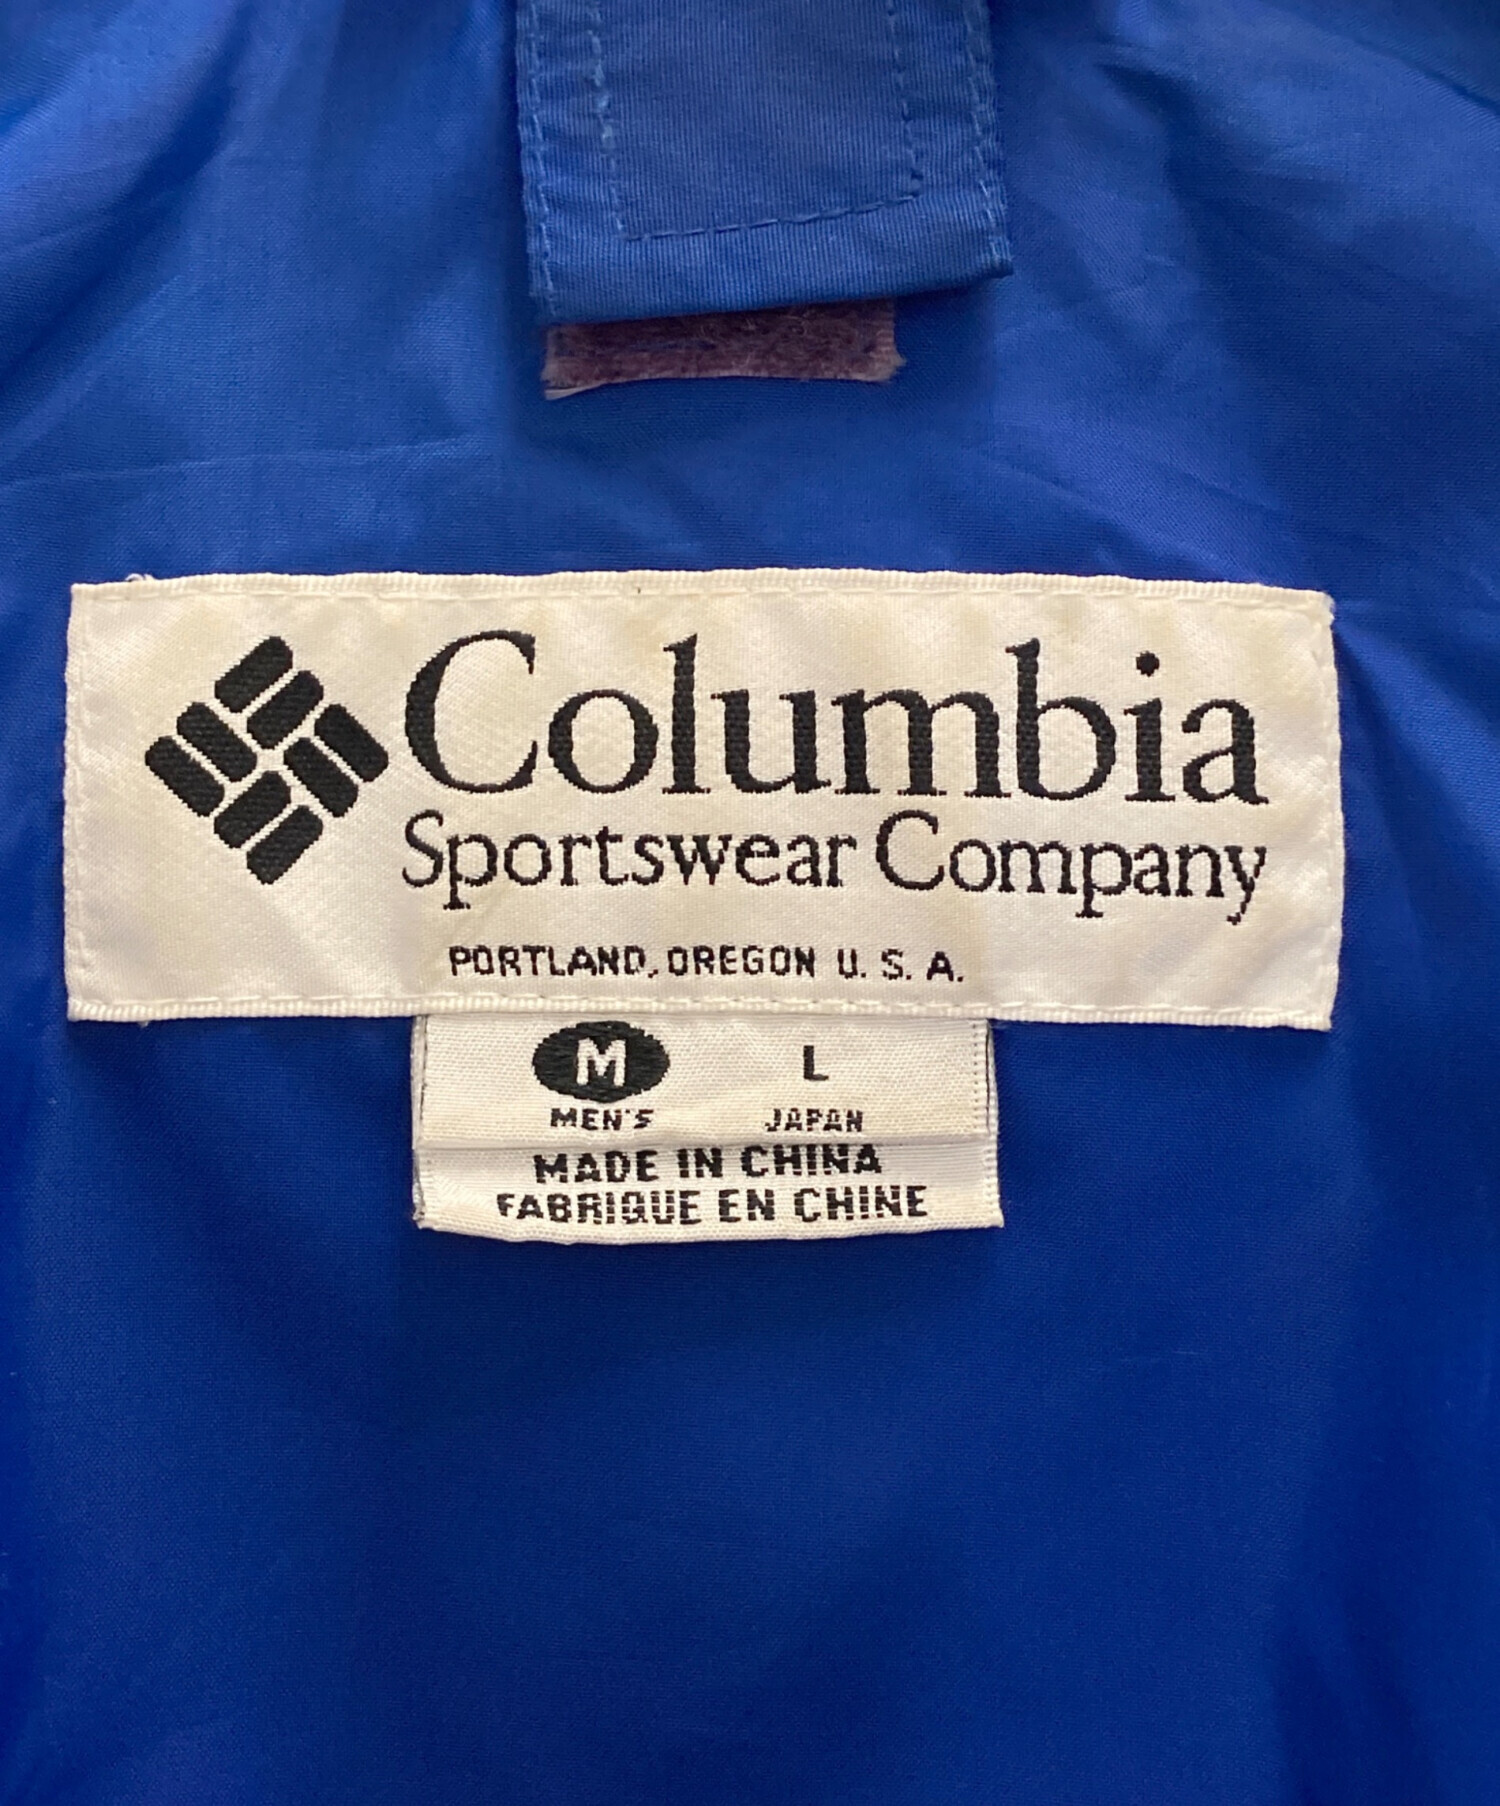 Columbia
Sportswear Company
PORTLAND, OREGON U. S. A.
M L
MEN'S JAPAN
MADE IN CHINA
FABRIQUE EN CHINE